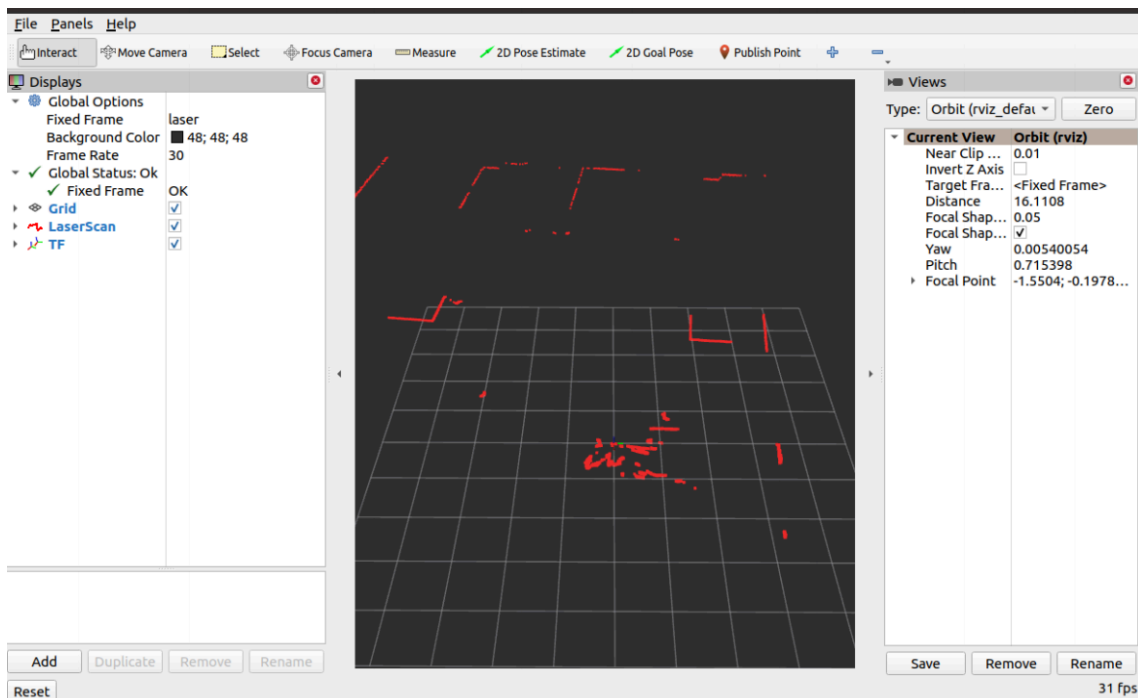 File Panels Help
Interact Move Camera Select Focus Camera Measure 2D Pose Estimate 2D Goal Pose Publish Point
Displays
Global Options
Fixed Frame laser
Background Color 48; 48; 48
Frame Rate 30
Global Status: Ok
Fixed Frame OK
Grid
LaserScan
TF
Add Duplicate Remove Rename
Reset
Views
Type: Orbit (rviz_defau Zero
Current View Orbit (rviz)
Near Clip ... 0.01
Invert Z Axis
Target Fra... <Fixed Frame>
Distance 16.1108
Focal Shap... 0.05
Focal Shap...
Yaw 0.00540054
Pitch 0.715398
Focal Point -1.5504; -0.1978...
Save Remove Rename
31 fps